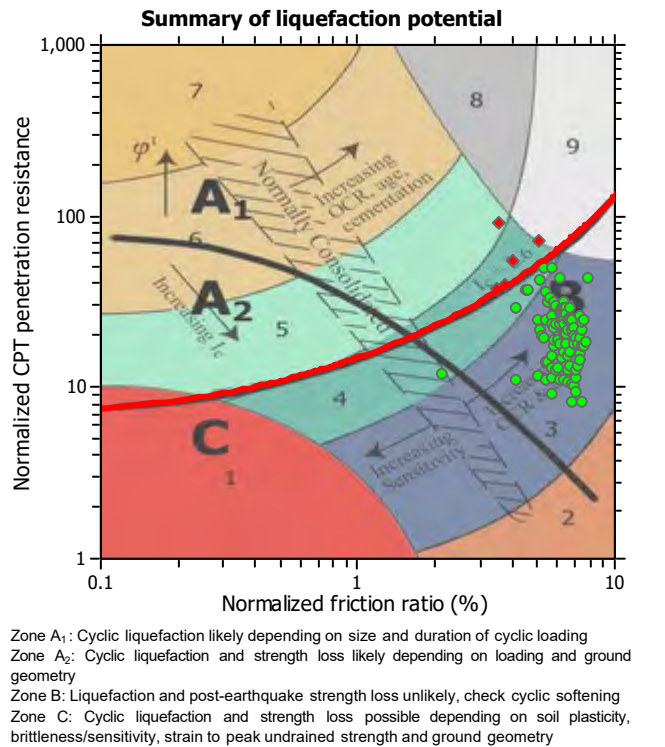 Summary of liquefaction potential
Normalized CPT penetration resistance
1,000
100
10
1
0.1
1
10
Normalized friction ratio (%)
7
8
9
φ'
A1
Increasing
OCR, age,
cementation
Normally Consolidated
6
A2
Increasing Ic
5
B
4
C
1
Increasing
Sensitivity
3
2
Zone A1: Cyclic liquefaction likely depending on size and duration of cyclic loading
Zone A2: Cyclic liquefaction and strength loss likely depending on loading and ground
geometry
Zone B: Liquefaction and post-earthquake strength loss unlikely, check cyclic softening
Zone C: Cyclic liquefaction and strength loss possible depending on soil plasticity,
brittleness/sensitivity, strain to peak undrained strength and ground geometry